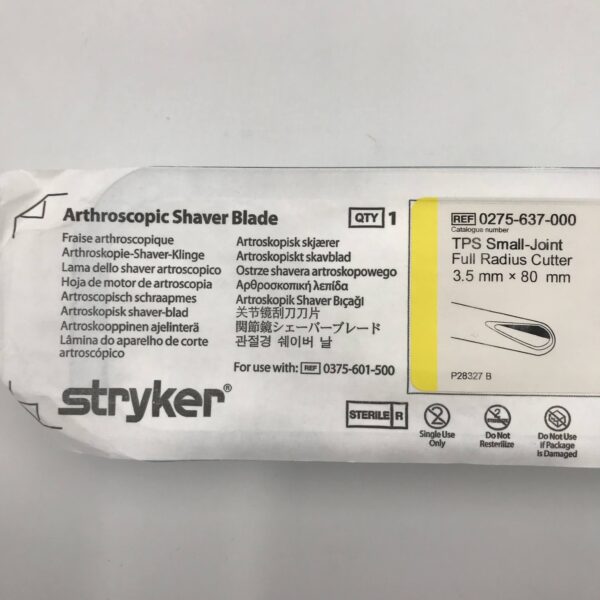 Arthroscopic Shaver Blade
QTY 1
Fraise arthroscopique
Arthroskopie-Shaver-Klinge
Lama dello shaver artroscopico
Hoja de motor de artroscopia
Artroscopisch schraapmes
Artroskopisk shaver-blad
Artroskooppinen ajelinterä
Lâmina do aparelho de corte
artroscópico
Artroskopisk skjærer
Artroskopiskt skavblad
Ostrze shavera artroskopowego
Αρθροσκοπική λεπίδα
Artroskopik Shaver Bıçağı
关节镜刮刀刀片
関節鏡シェーバーブレード
관절경 쉐이버 날
For use with: REF 0375-601-500
stryker®
STERILE R
2
Single Use
Only
2
Do Not
Resterilize
Do Not Use
if Package
is Damaged
REF 0275-637-000
Catalogue number
TPS Small-Joint
Full Radius Cutter
3.5 mm × 80 mm
P28327 B